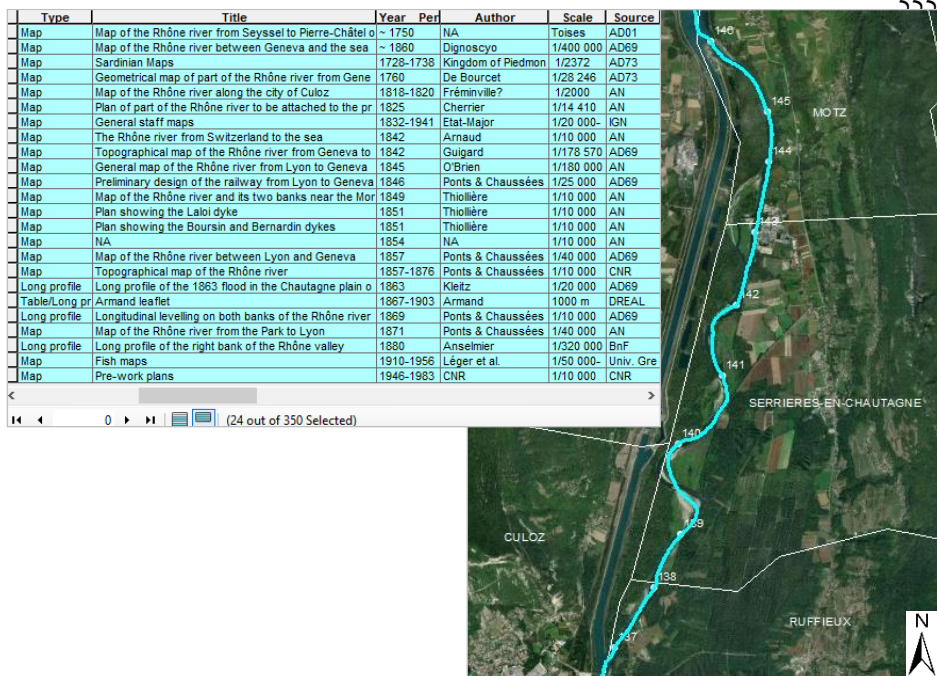 Type Title Year Per Author Scale Source
Map Map of the Rhône river from Seyssel to Pierre-Châtel o ~ 1750 NA Toises AD01
Map Map of the Rhône river between Geneva and the sea ~ 1860 Dignoscyo 1/400 000 AD69
Map Sardinian Maps 1728-1738 Kingdom of Piedmon 1/2372 AD73
Map Geometrical map of part of the Rhône river from Gene 1760 De Bourcet 1/28 246 AD73
Map Map of the Rhône river along the city of Culoz 1818-1820 Fréminville? 1/2000 AN
Map Plan of part of the Rhône river to be attached to the pr 1825 Cherrier 1/14 410 AN
Map General staff maps 1832-1941 Etat-Major 1/20 000- IGN
Map The Rhône river from Switzerland to the sea 1842 Arnaud 1/10 000 AN
Map Topographical map of the Rhône river from Geneva to 1842 Guigard 1/178 570 AD69
Map General map of the Rhône river from Lyon to Geneva 1845 O'Brien 1/180 000 AN
Map Preliminary design of the railway from Lyon to Geneva 1846 Ponts & Chaussées 1/25 000 AD69
Map Map of the Rhône river and its two banks near the Mor 1849 Thiollière 1/10 000 AN
Map Plan showing the Laloi dyke 1851 Thiollière 1/10 000 AN
Map Plan showing the Boursin and Bernardin dykes 1851 Thiollière 1/10 000 AN
Map NA 1854 NA 1/10 000 AN
Map Map of the Rhône river between Lyon and Geneva 1857 Ponts & Chaussées 1/40 000 AD69
Map Topographical map of the Rhône river 1857-1876 Ponts & Chaussées 1/10 000 CNR
Long profile Long profile of the 1863 flood in the Chautagne plain o 1863 Kleitz 1/20 000 AD69
Table/Long pr Armand leaflet 1867-1903 Armand 1000 m DREAL
Long profile Longitudinal levelling on both banks of the Rhône river 1869 Ponts & Chaussées 1/10 000 AD69
Map Map of the Rhône river from the Park to Lyon 1871 Ponts & Chaussées 1/40 000 AN
Long profile Long profile of the right bank of the Rhône valley 1880 Anselmier 1/320 000 BnF
Map Fish maps 1910-1956 Léger et al. 1/50 000- Univ. Gre
Map Pre-work plans 1946-1983 CNR 1/10 000 CNR
0 (24 out of 350 Selected)
146
145
MOTZ
144
143
142
141
SERRIERES-EN-CHAUTAGNE
140
139
CULOZ
138
RUFFIEUX
N
137